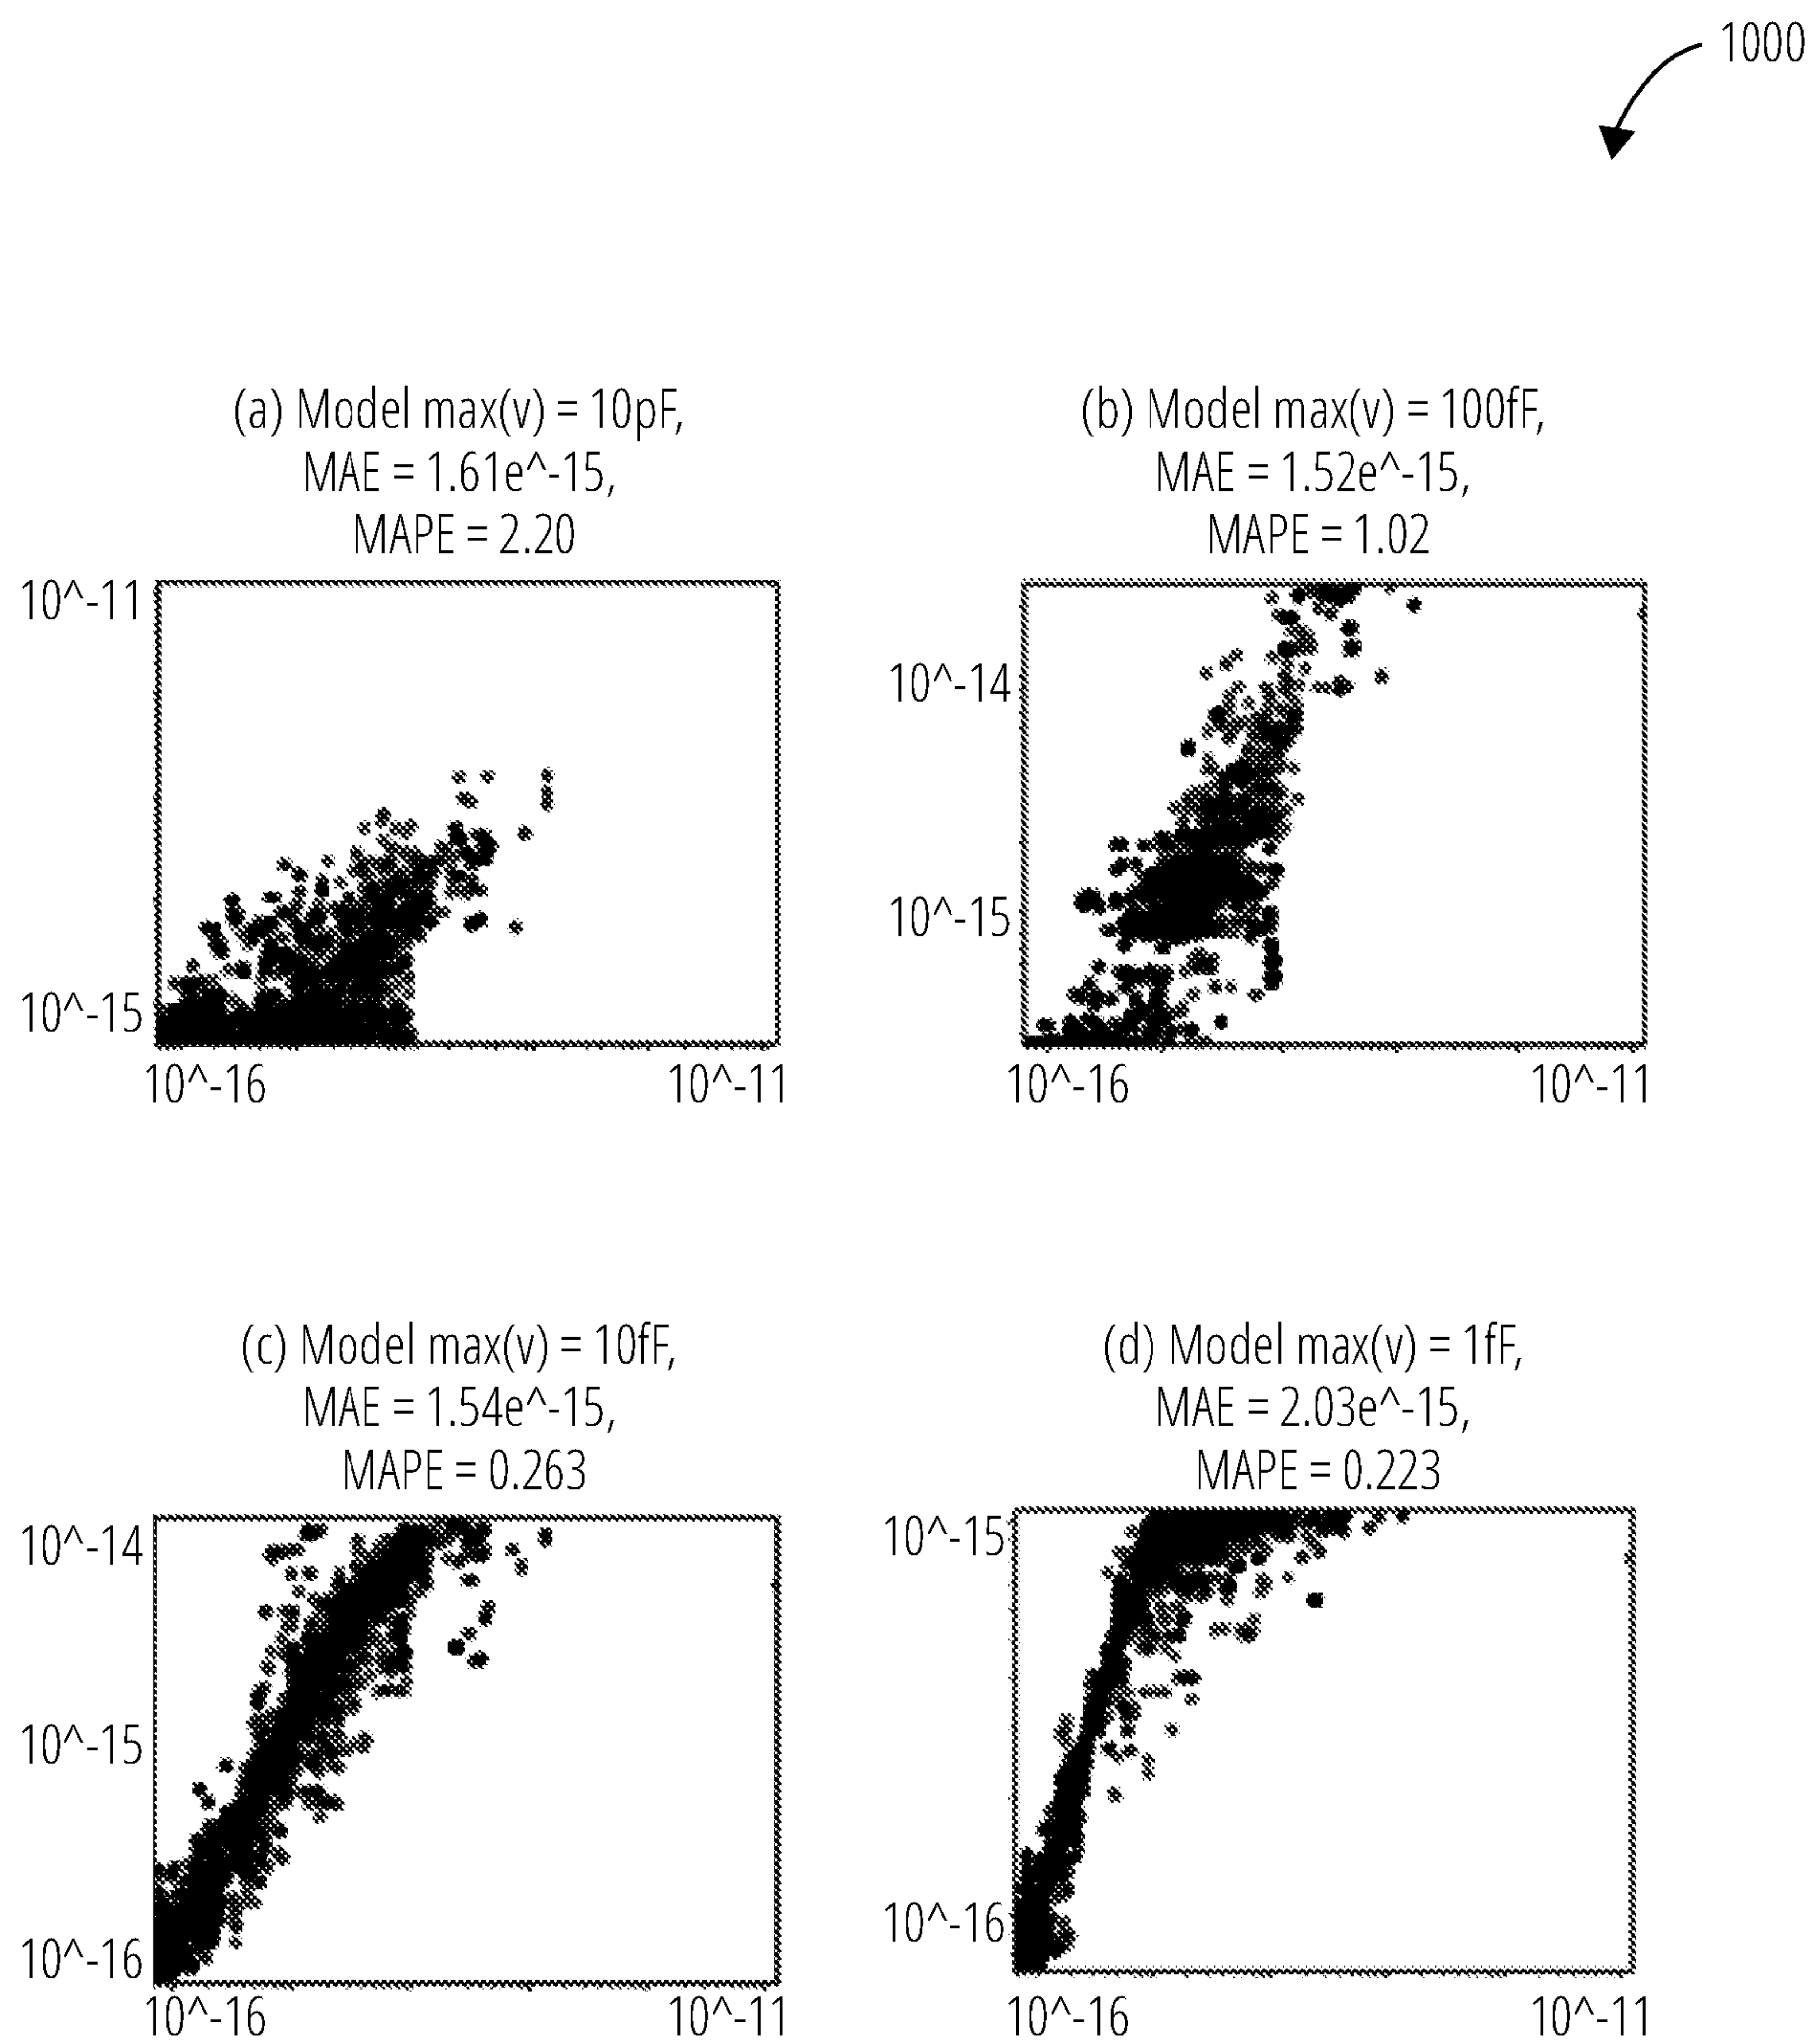 1000
(a) Model max(v) = 10pF,
MAE = 1.61e^-15,
MAPE = 2.20
10^-11
10^-15
10^-16 10^-11
(b) Model max(v) = 100fF,
MAE = 1.52e^-15,
MAPE = 1.02
10^-14
10^-15
10^-16 10^-11
(c) Model max(v) = 10fF,
MAE = 1.54e^-15,
MAPE = 0.263
10^-14
10^-15
10^-16
10^-16 10^-11
(d) Model max(v) = 1fF,
MAE = 2.03e^-15,
MAPE = 0.223
10^-15
10^-16
10^-16 10^-11